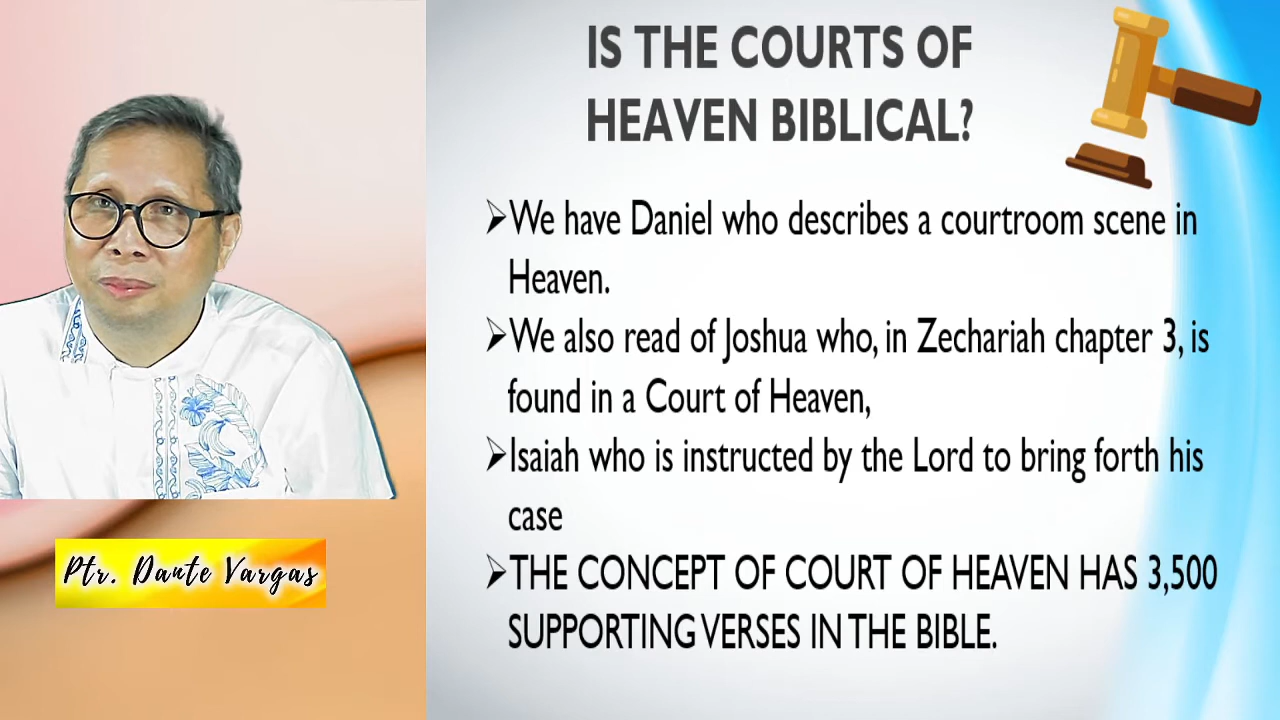 IS THE COURTS OF
HEAVEN BIBLICAL?
➢We have Daniel who describes a courtroom scene in
Heaven.
➢We also read of Joshua who, in Zechariah chapter 3, is
found in a Court of Heaven,
➢Isaiah who is instructed by the Lord to bring forth his
case
➢THE CONCEPT OF COURT OF HEAVEN HAS 3,500
SUPPORTING VERSES IN THE BIBLE.
Ptr. Dante Vargas